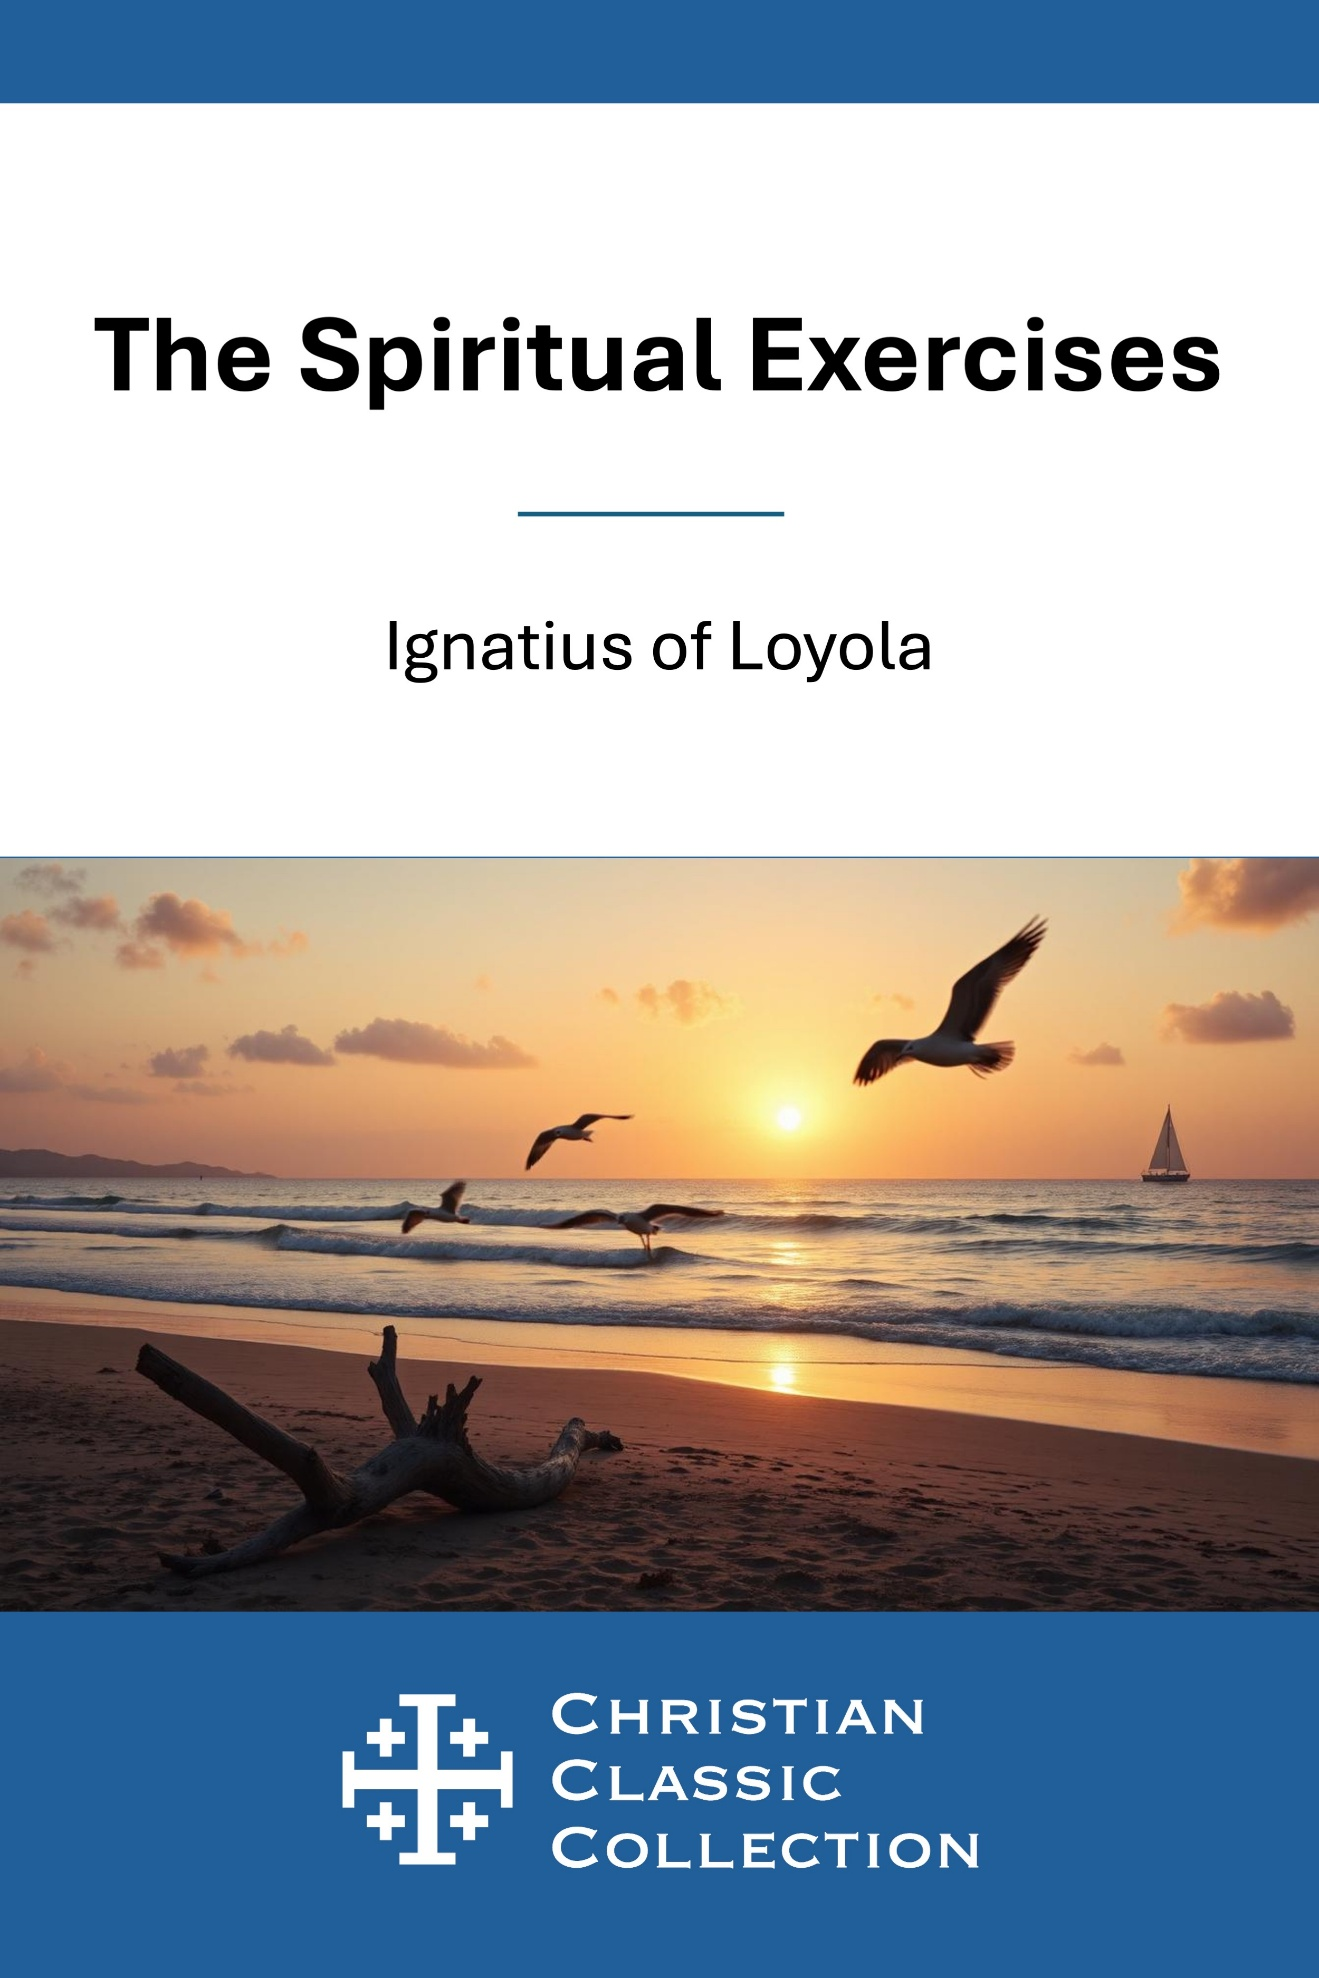 The Spiritual Exercises
Ignatius of Loyola
CHRISTIAN
CLASSIC
COLLECTION